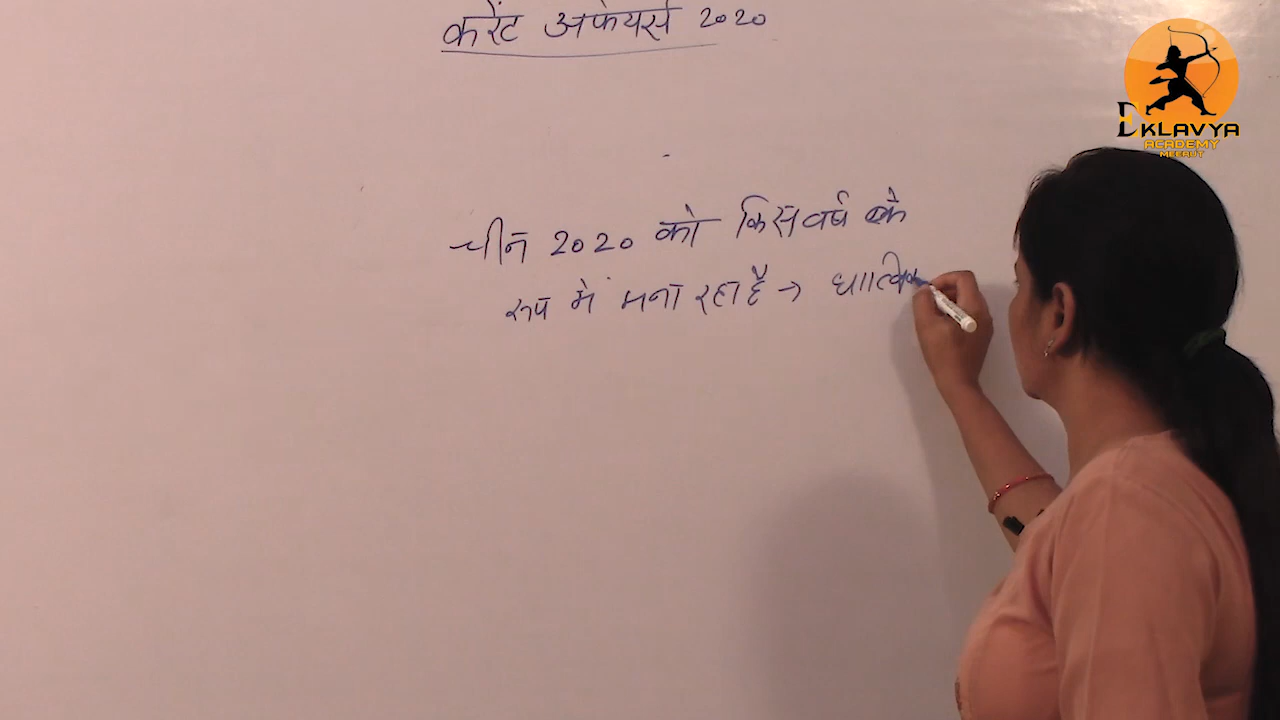 करेंट अफेयर्स 2020
चीन 2020 को किस वर्ष के
रूप में मना रहा है →
EKLAVYA
ACADEMY
MEERUT